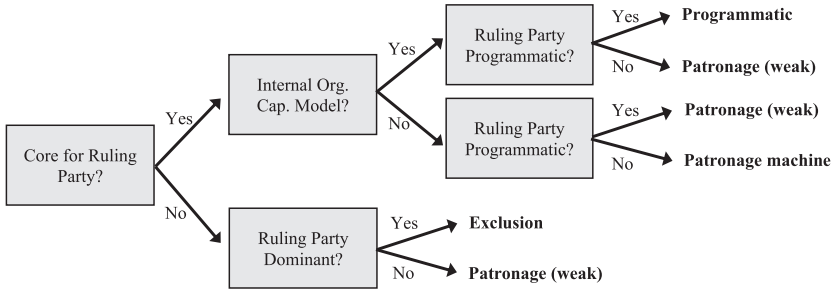 Core for Ruling
Party?
Yes
No
Internal Org.
Cap. Model?
Yes
No
Ruling Party
Programmatic?
Yes
No
Programmatic
Patronage (weak)
Ruling Party
Programmatic?
Yes
No
Patronage (weak)
Patronage machine
Ruling Party
Dominant?
Yes
No
Exclusion
Patronage (weak)